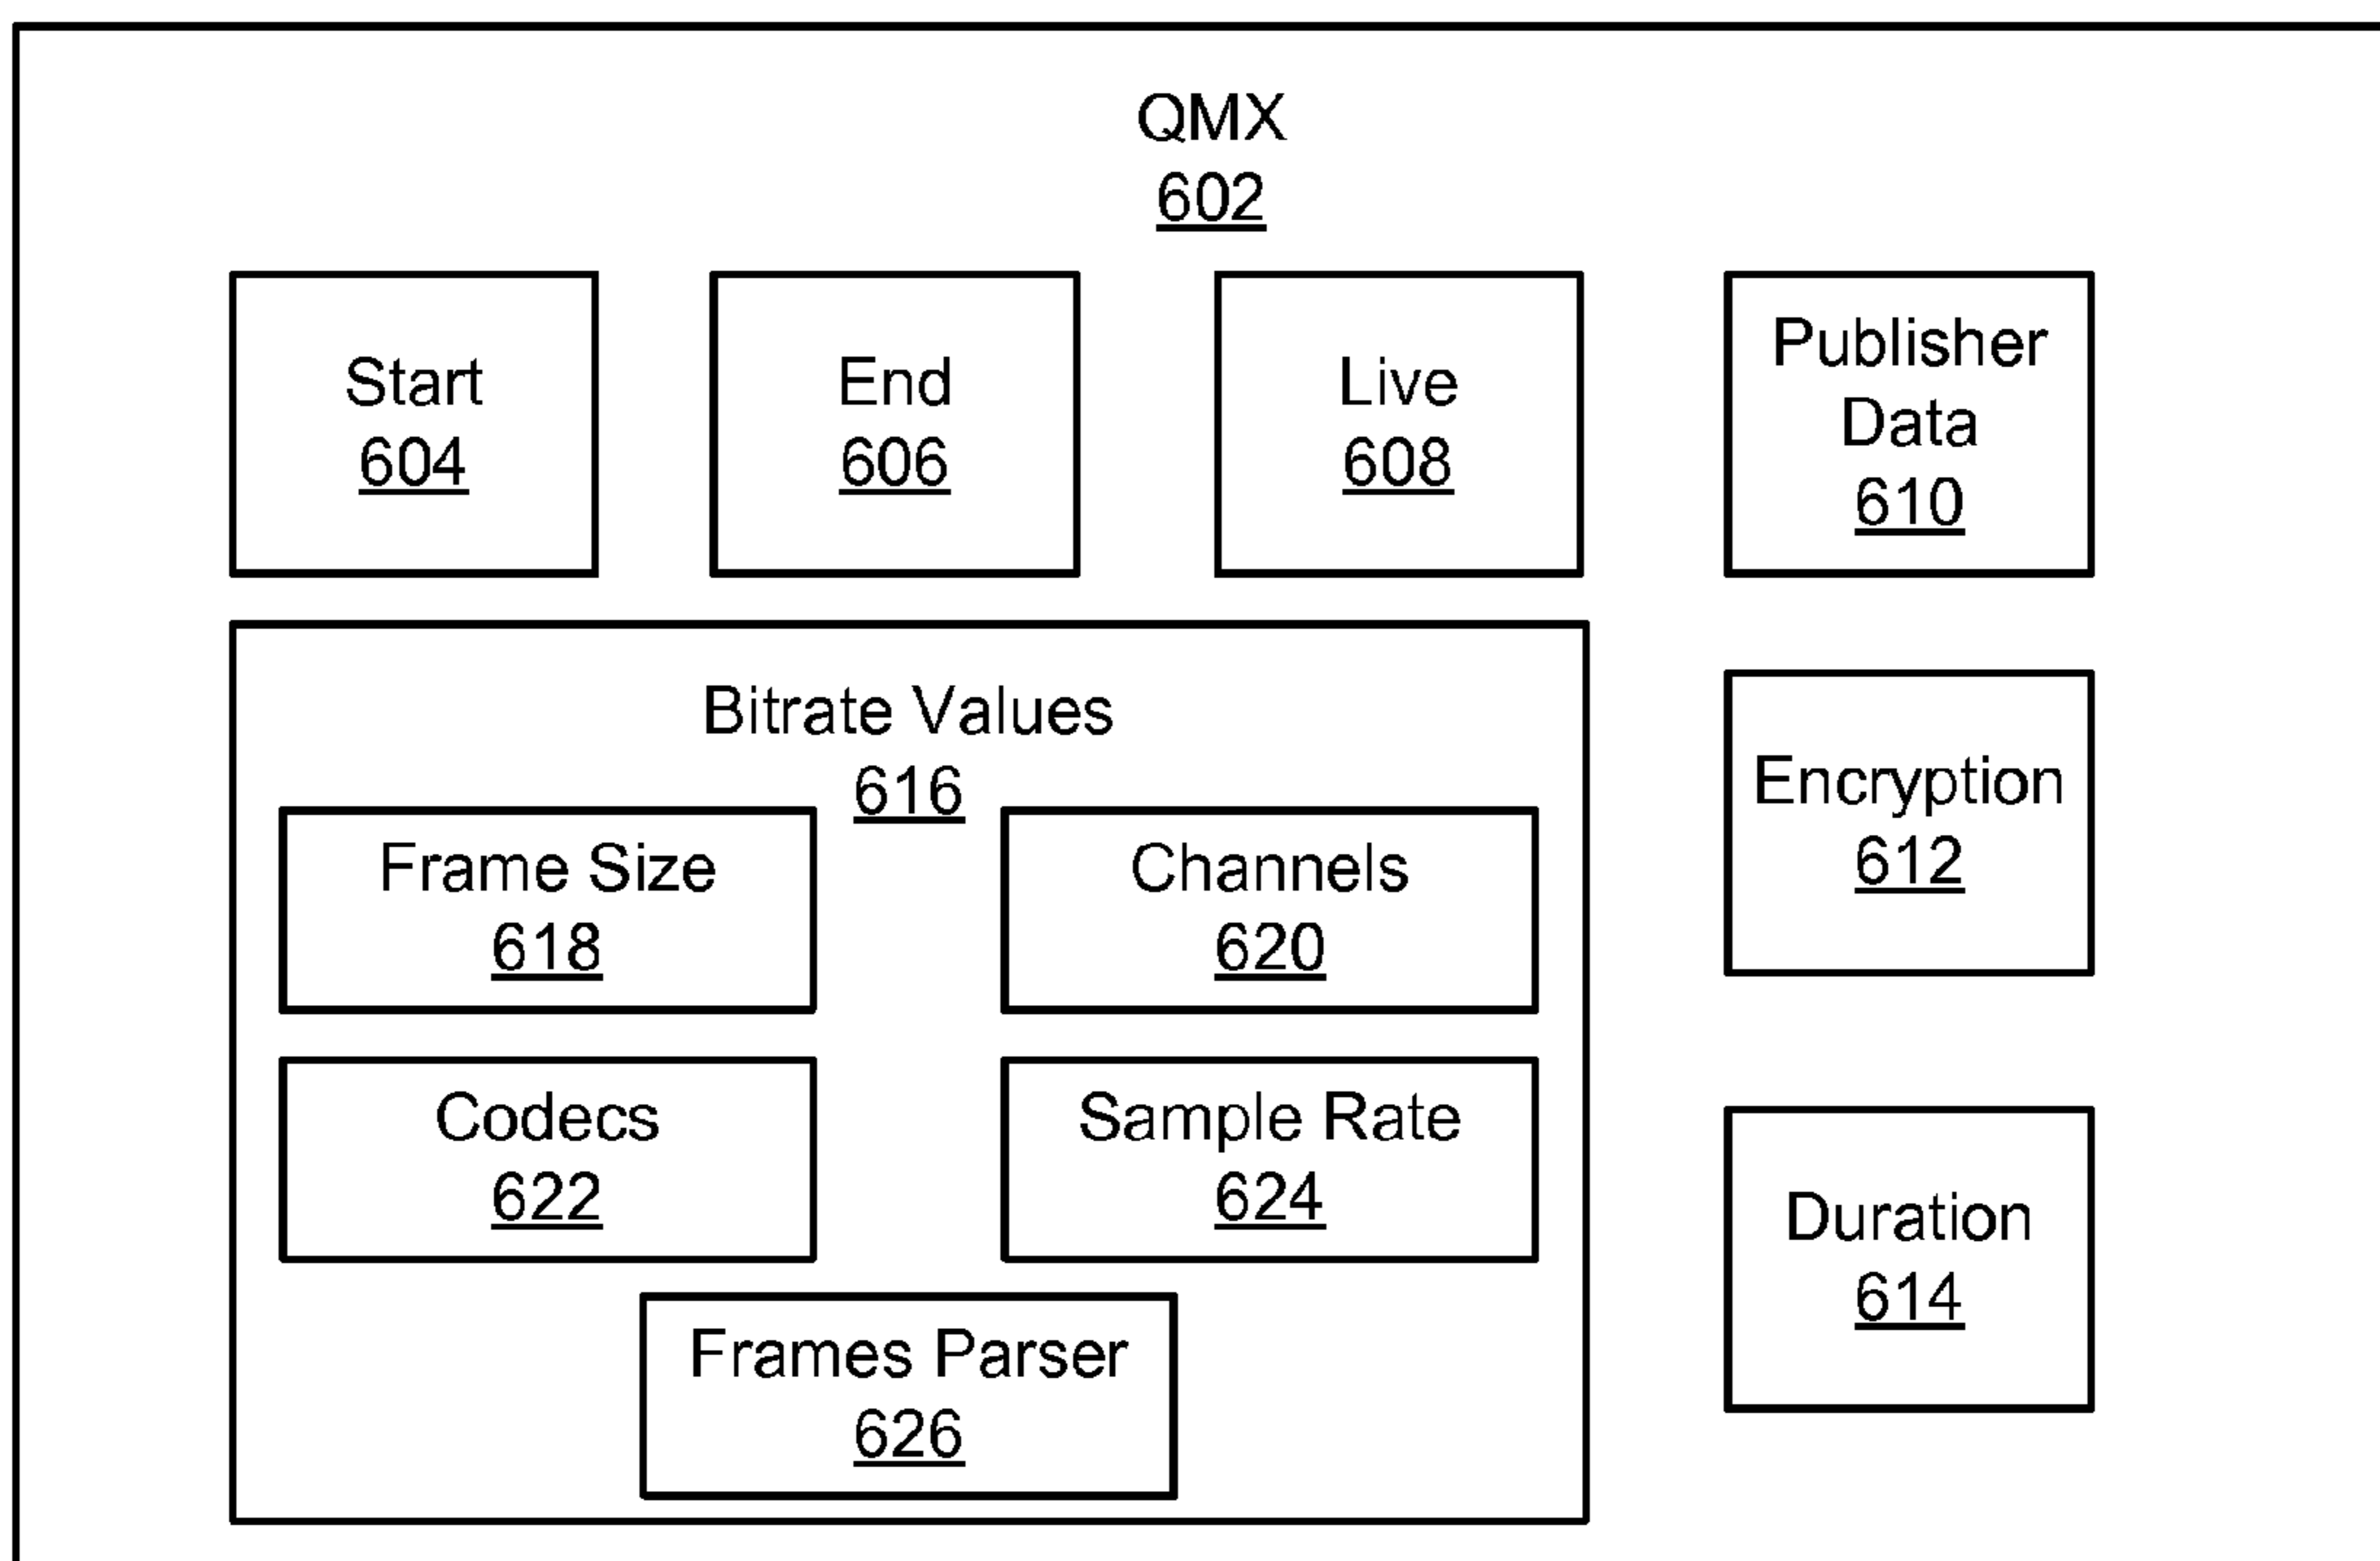 QMX
602
Start
604
End
606
Live
608
Publisher
Data
610
Bitrate Values
616
Frame Size
618
Channels
620
Codecs
622
Sample Rate
624
Frames Parser
626
Encryption
612
Duration
614